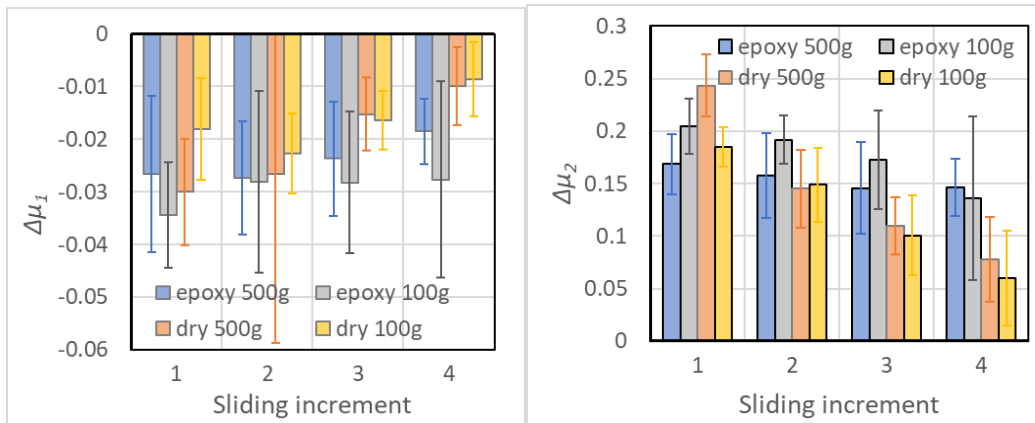 0
-0.01
-0.02
-0.03
-0.04
-0.05
-0.06
Δμ1
epoxy 500g epoxy 100g
dry 500g dry 100g
1 2 3 4
Sliding increment
0.3
0.25
0.2
0.15
0.1
0.05
0
Δμ2
epoxy 500g epoxy 100g
dry 500g dry 100g
1 2 3 4
Sliding increment